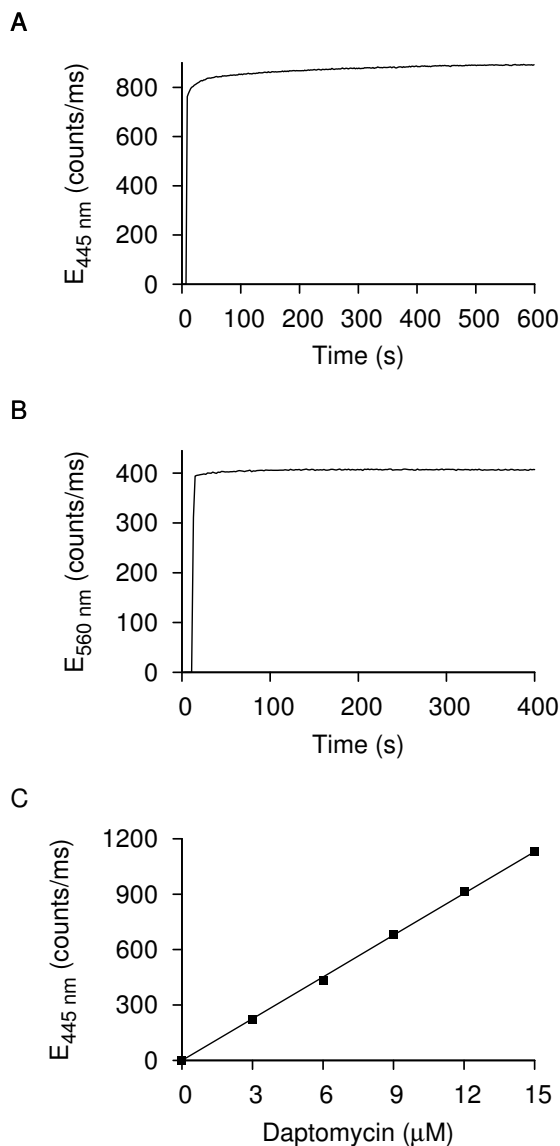 A
E445 nm (counts/ms)
800
600
400
200
0
0 100 200 300 400 500 600
Time (s)
B
E560 nm (counts/ms)
400
300
200
100
0
0 100 200 300 400
Time (s)
C
E445 nm (counts/ms)
1200
900
600
300
0
0 3 6 9 12 15
Daptomycin (μM)